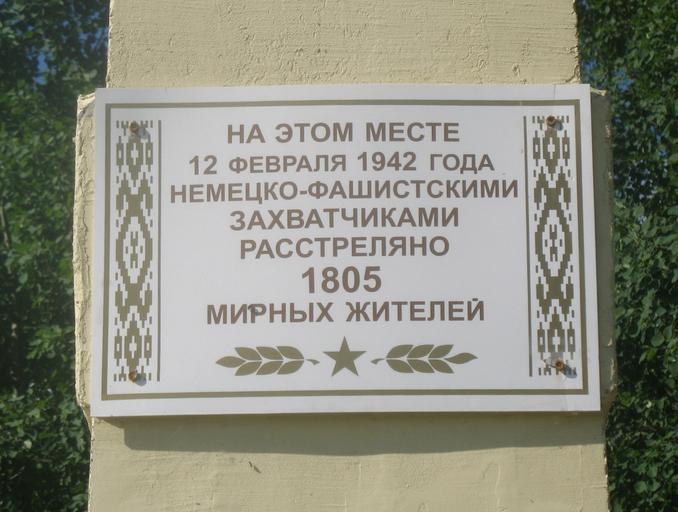 НА ЭТОМ МЕСТЕ
12 ФЕВРАЛЯ 1942 ГОДА
НЕМЕЦКО-ФАШИСТСКИМИ
ЗАХВАТЧИКАМИ
РАССТРЕЛЯНО
1805
МИРНЫХ ЖИТЕЛЕЙ